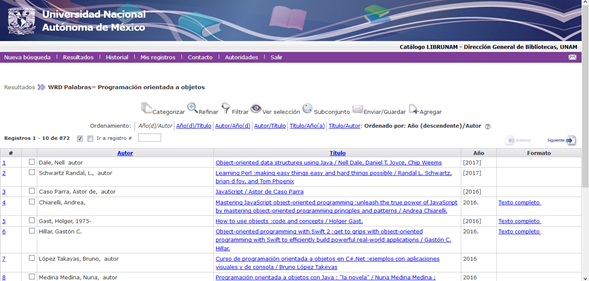 Universidad Nacional
Autónoma de México
Catálogo LIBRUNAM - Dirección General de Bibliotecas, UNAM
Nueva búsqueda | Resultados | Historial | Mis registros | Contacto | Autoridades | Salir
Resultados WRD Palabras= Programación orientada a objetos
Categorizar Refinar Filtrar Ver selección Subconjunto Enviar/Guardar Agregar
Ordenamiento: Año(d)/Autor Año(d)/Título Autor/Año(d) Autor/Título Título/Año(a) Título/Autor: Ordenado por: Año (descendente)/Autor
Registros 1 - 10 de 872 Ir a registro # Siguiente
# Autor Título Año Formato
1 Dale, Nell autor Object-oriented data structures using Java / Nell Dale, Daniel T. Joyce, Chip Weems [2017]
2 Schwartz Randal, L., autor Learning Perl :making easy things easy and hard things possible / Randal L. Schwartz, [2017]
brian d foy, and Tom Phoenix
3 Caso Parra, Astor de, autor JavaScript / Astor de Caso Parra [2016]
4 Chiarelli, Andrea, Mastering JavaScript object-oriented programming :unleash the true power of JavaScript 2016. Texto completo
by mastering object-oriented programming principles and patterns / Andrea Chiarelli.
5 Gast, Holger, 1975- How to use objects :code and concepts / Holger Gast. [2016] Texto completo
6 Hillar, Gastón C. Object-oriented programming with Swift 2 :get to grips with object-oriented 2016. Texto completo
programming with Swift to efficiently build powerful real-world applications / Gastón C.
Hillar.
7 López Takeyas, Bruno, autor Curso de programación orientada a objetos en C# .Net :ejemplos con aplicaciones 2016
visuales y de consola / Bruno López Takeyas
8 Medina Medina, Nuria, autor Programación orientada a objetos con Java : "la novela" / Nuria Medina Medina ; 2016